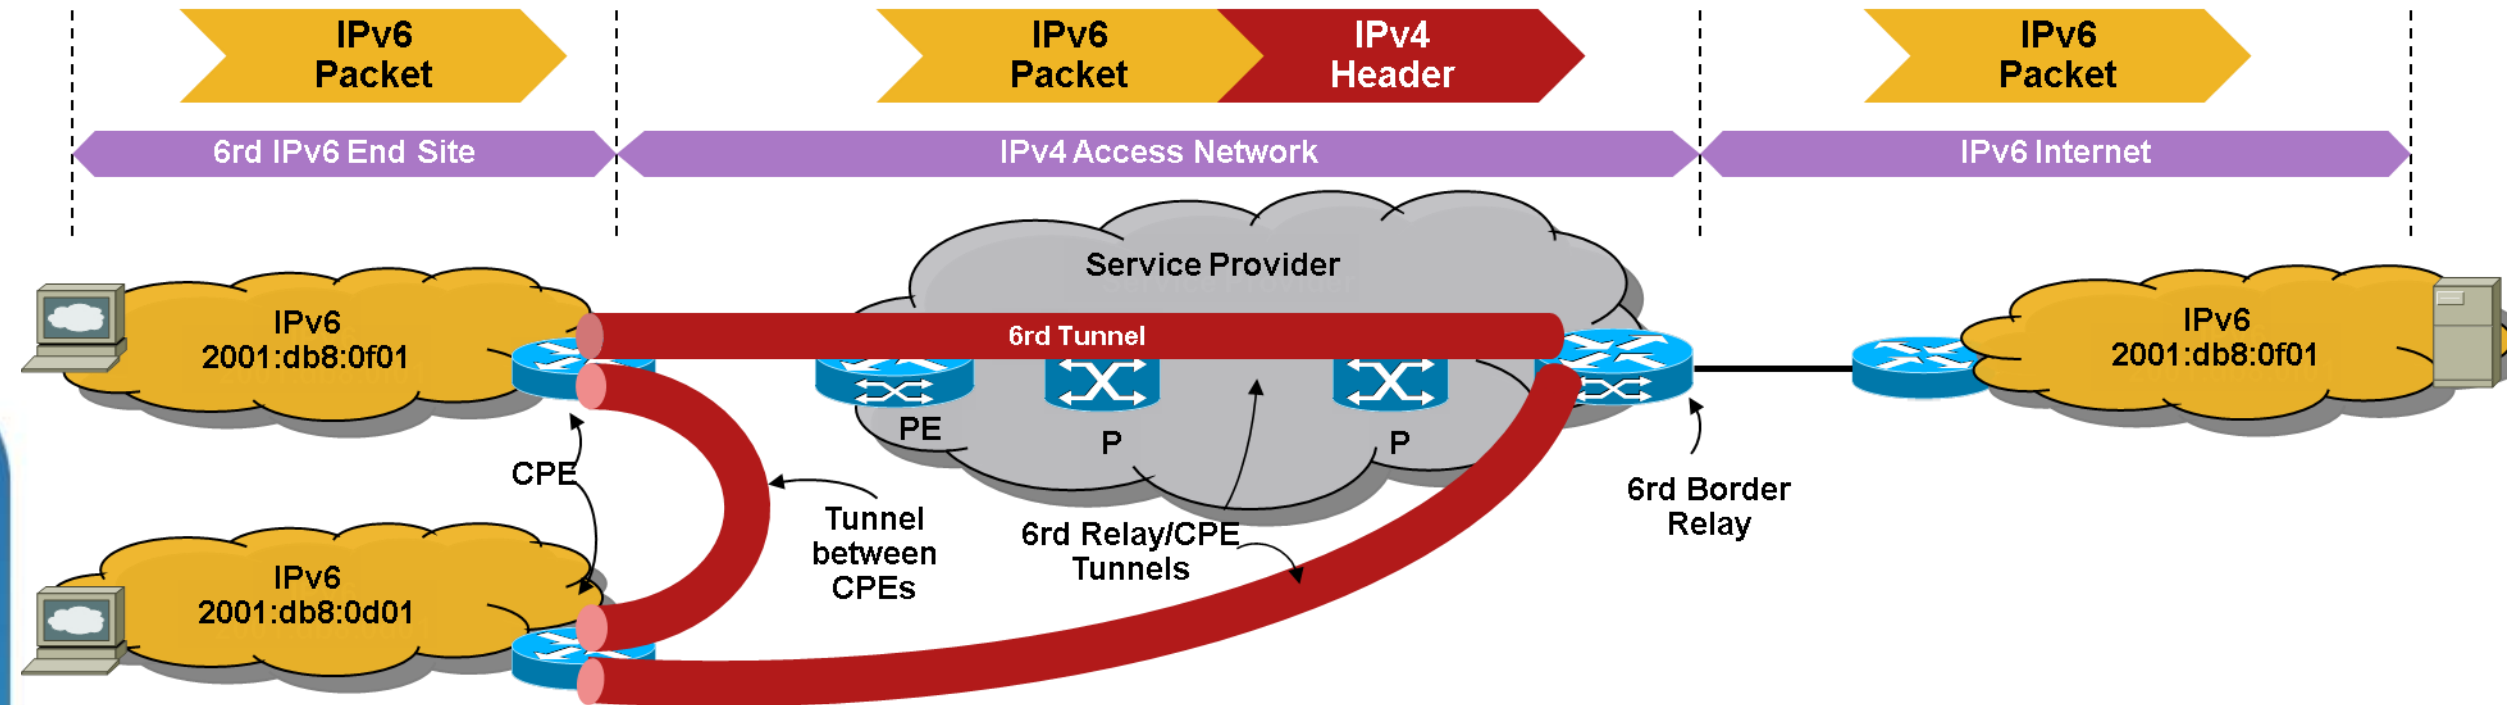 IPv6
Packet
IPv6
Packet
IPv4
Header
IPv6
Packet
6rd IPv6 End Site
IPv4 Access Network
IPv6 Internet
Service Provider
IPv6
2001:db8:0f01
6rd Tunnel
IPv6
2001:db8:0f01
PE
P
P
CPE
Tunnel
between
CPEs
6rd Relay/CPE
Tunnels
6rd Border
Relay
IPv6
2001:db8:0d01